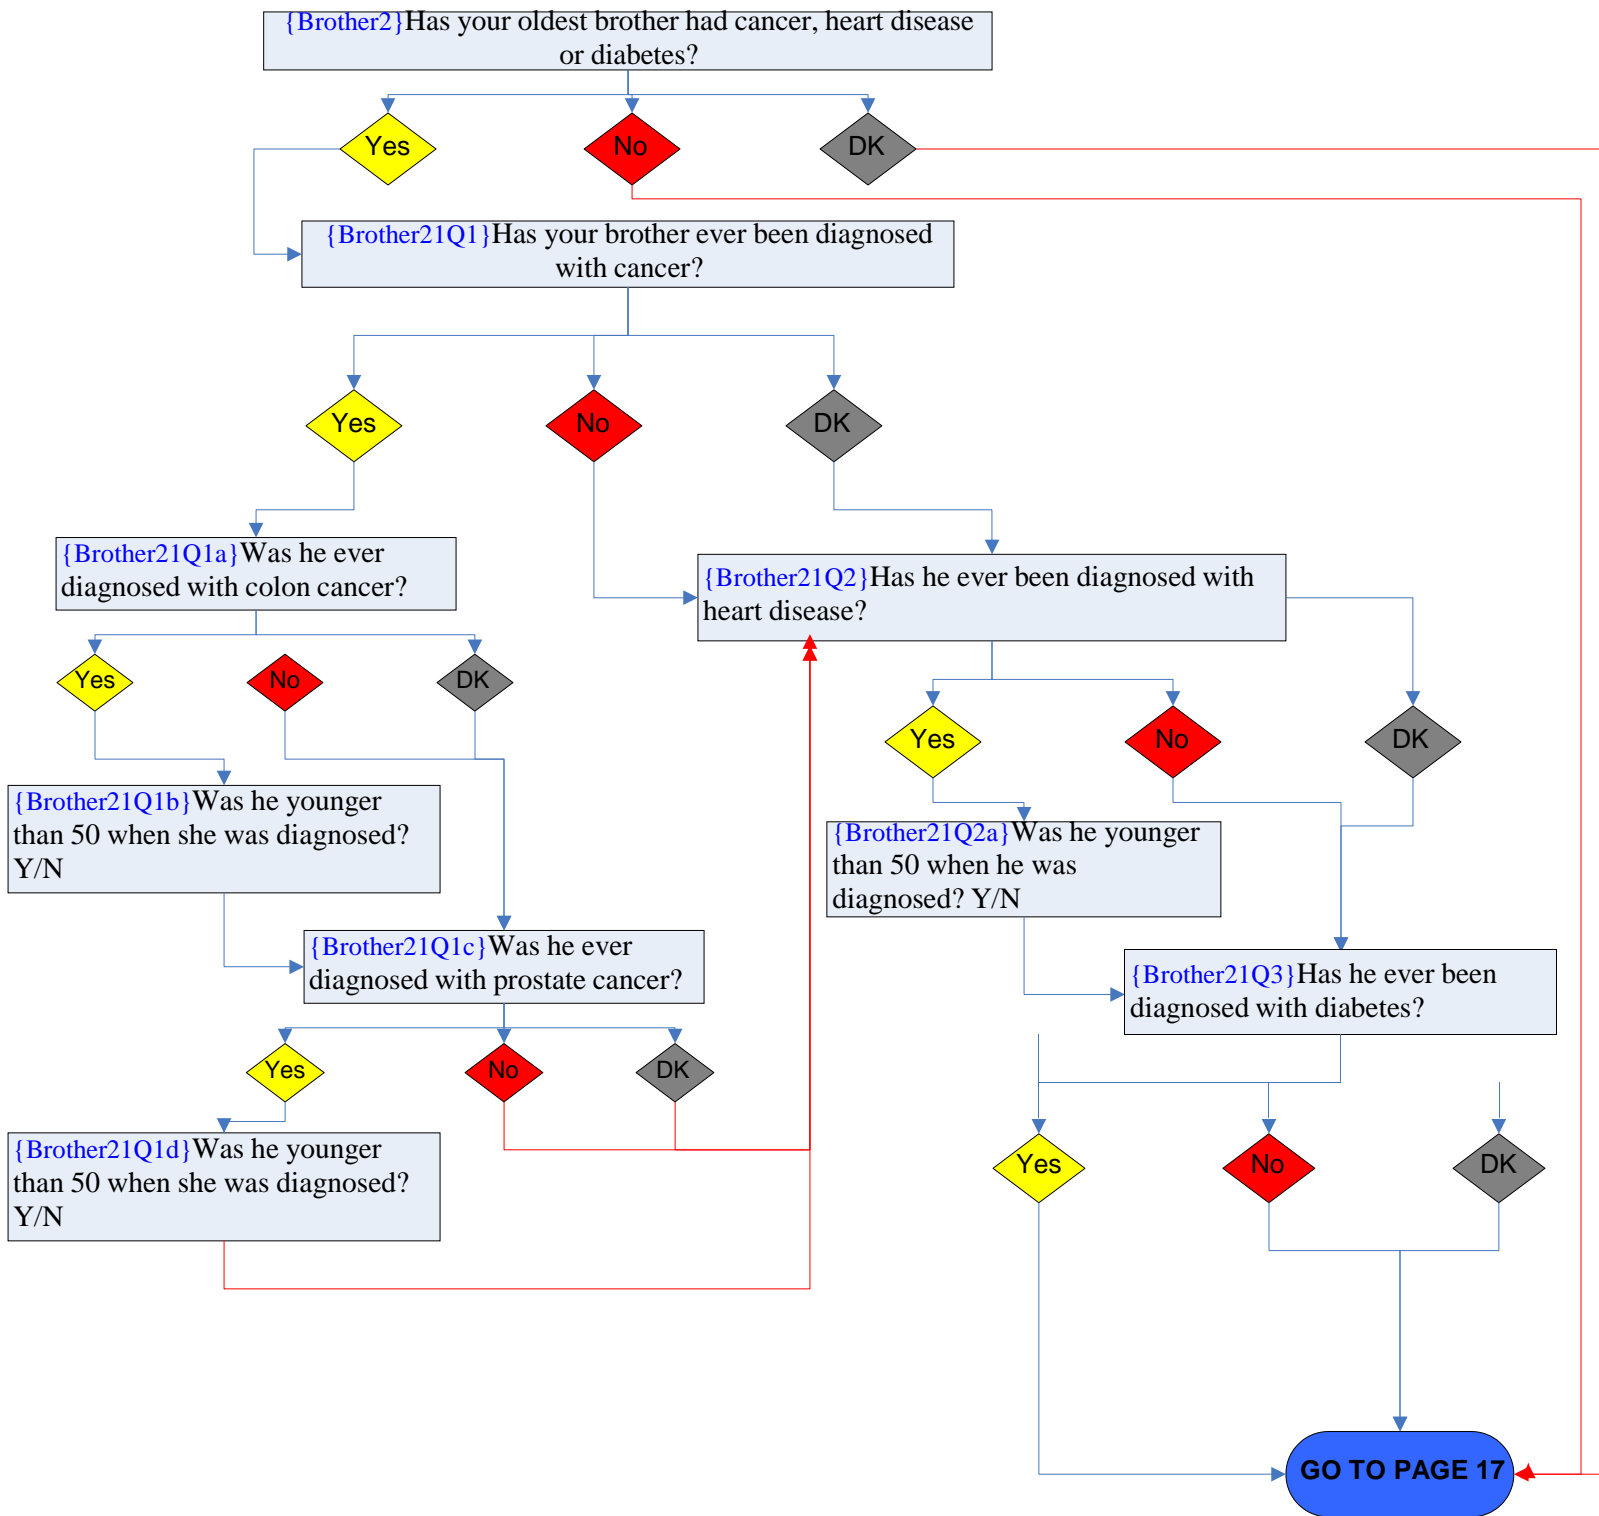 {Brother2}Has your oldest brother had cancer, heart disease
or diabetes?
Yes
No
DK
{Brother21Q1}Has your brother ever been diagnosed
with cancer?
Yes
No
DK
{Brother21Q1a}Was he ever
diagnosed with colon cancer?
Yes
No
DK
{Brother21Q1b}Was he younger
than 50 when she was diagnosed?
Y/N
{Brother21Q1c}Was he ever
diagnosed with prostate cancer?
Yes
No
DK
{Brother21Q1d}Was he younger
than 50 when she was diagnosed?
Y/N
{Brother21Q2}Has he ever been diagnosed with
heart disease?
Yes
No
DK
{Brother21Q2a}Was he younger
than 50 when he was
diagnosed? Y/N
{Brother21Q3}Has he ever been
diagnosed with diabetes?
Yes
No
DK
GO TO PAGE 17